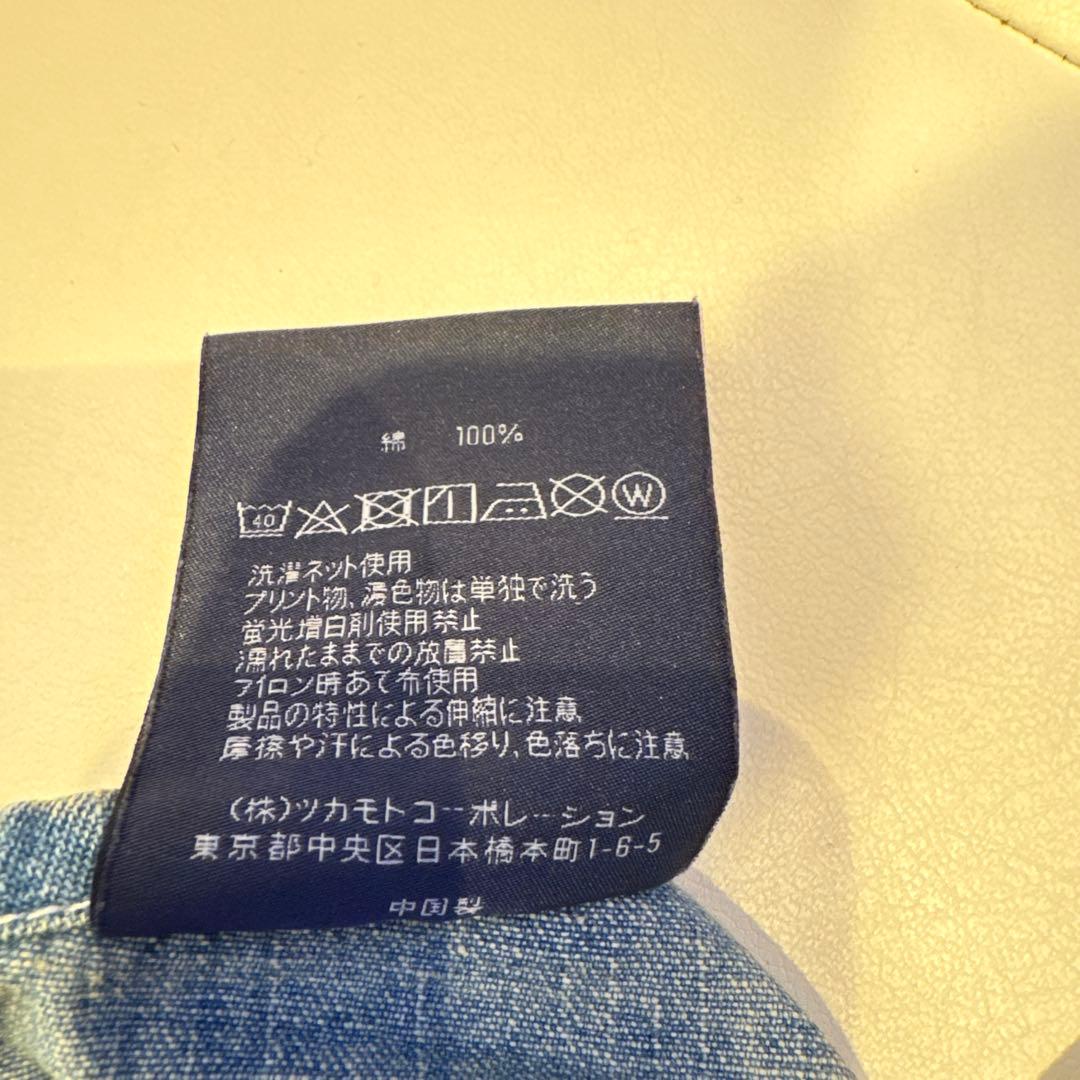 綿 100%
40 W
洗濯ネット使用
プリント物、濃色物は単独で洗う
蛍光増白剤使用禁止
濡れたままでの放置禁止
アイロン時あて布使用
製品の特性による伸縮に注意
摩擦や汗による色移り、色落ちに注意
(株)ツカモトコーポレーション
東京都中央区日本橋本町1-6-5
中国製